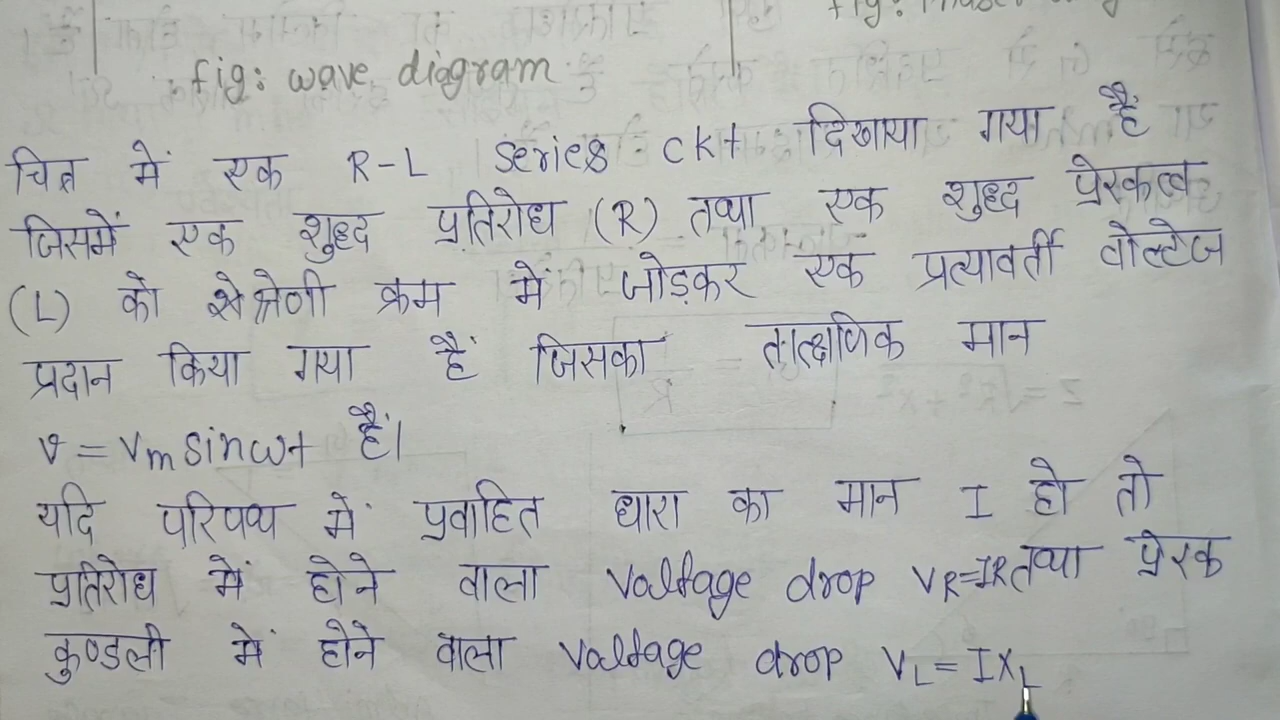 fig:
fig: wave diagram
चित्र में एक R-L series ckt दिखाया गया है
जिसमें एक शुद्ध प्रतिरोध (R) तथा एक शुद्ध प्रेरकत्व
(L) को श्रेणी क्रम में जोड़कर एक प्रत्यावर्ती वोल्टेज
प्रदान किया गया है जिसका तात्क्षणिक मान
v = Vm sinωt हैं।
यदि परिपथ में प्रवाहित धारा का मान I हो तो
प्रतिरोध में होने वाला voltage drop VR=IR तथा प्रेरक
कुण्डली में होने वाला voltage drop VL = IXL